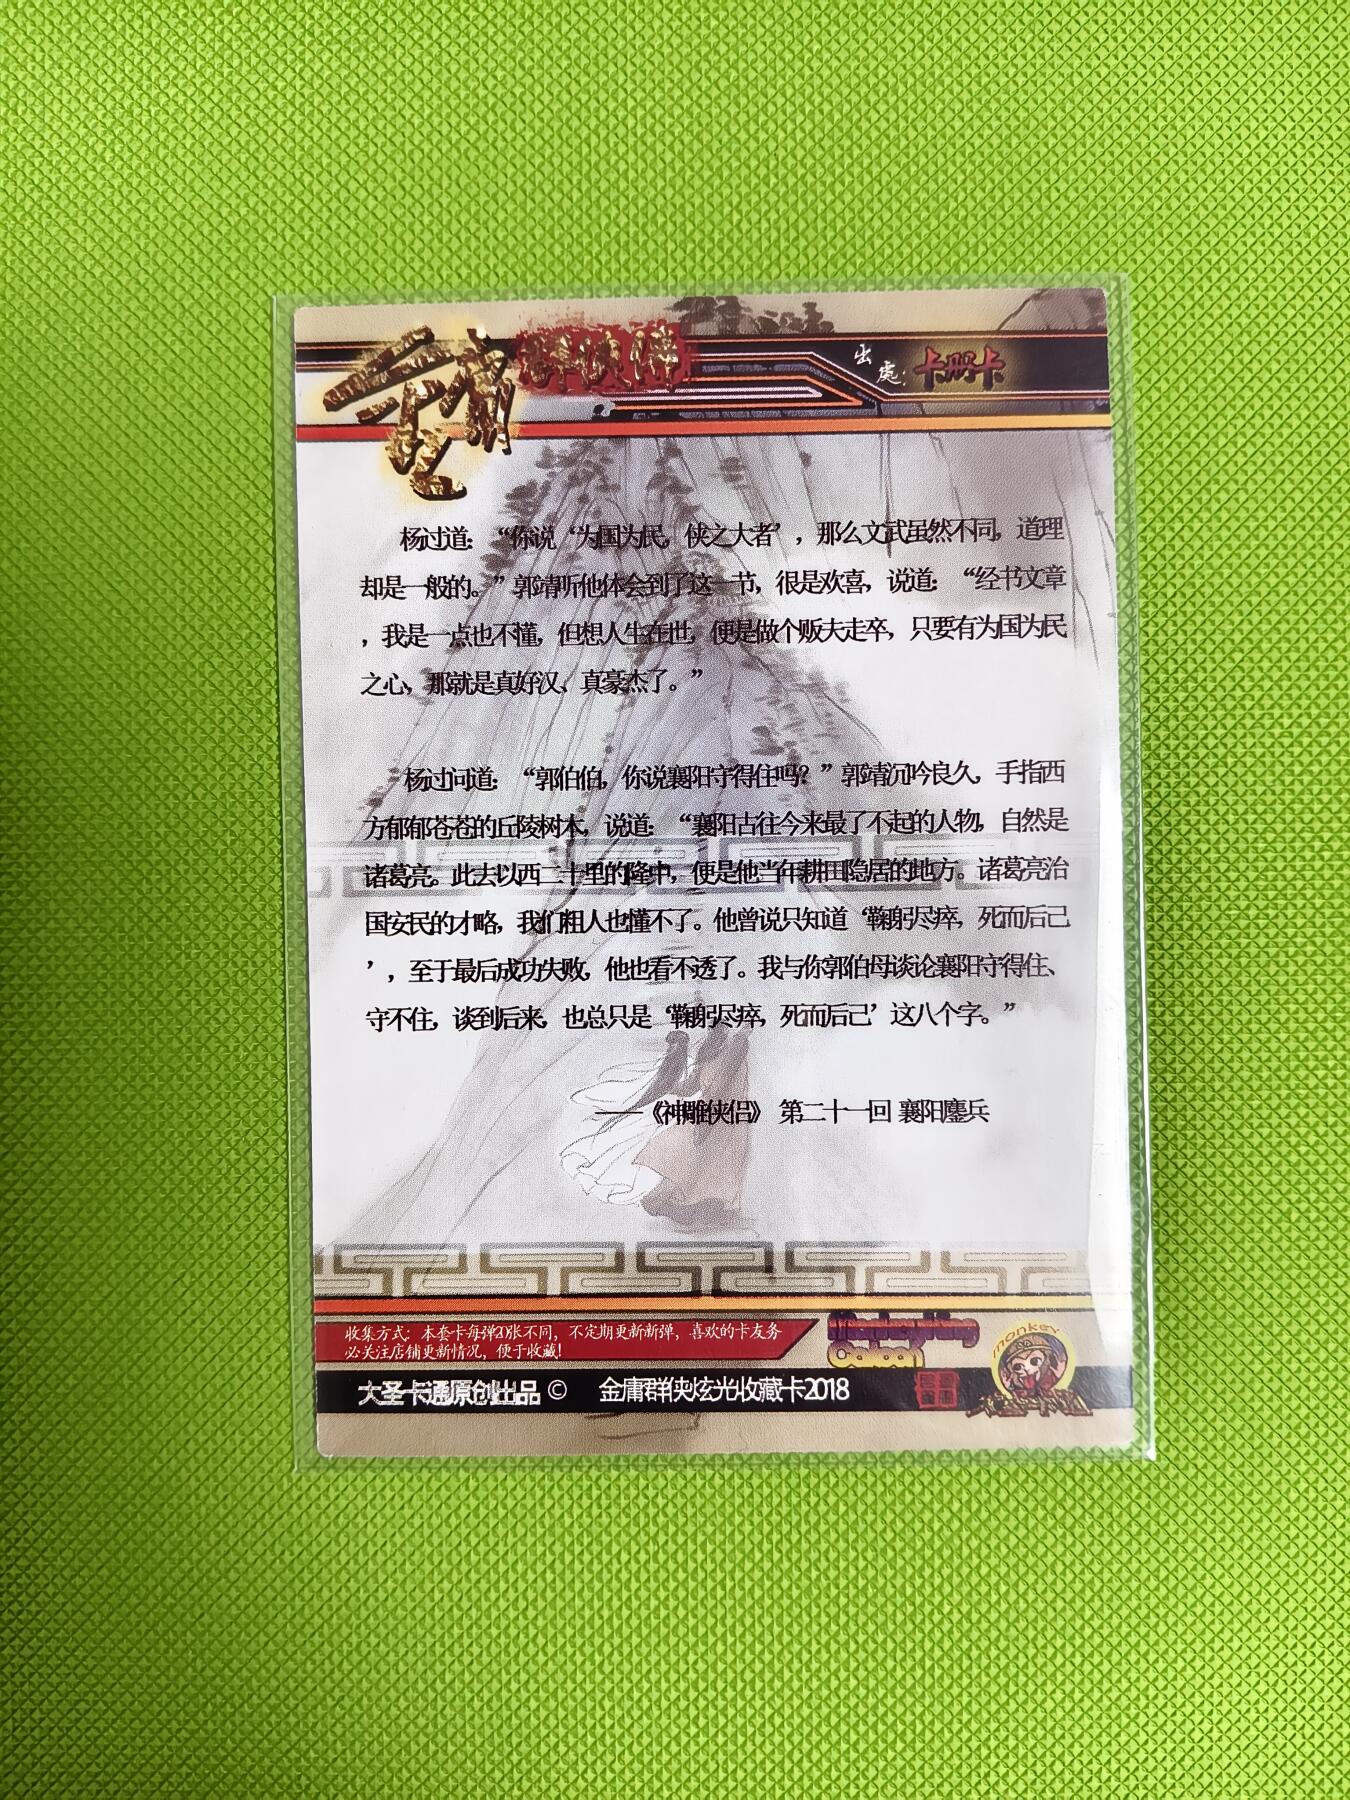 出处：卡册卡
杨过道：“你说‘为国为民，侠之大者’，那么文武虽然不同，道理
却是一般的。”郭靖听他体会到了这一节，很是欢喜，说道：“经书文章
，我是一点也不懂，但想人生在世，便是做个贩夫走卒，只要有为国为民
之心，那就是真好汉、真豪杰了。”
杨过问道：“郭伯伯，你说襄阳守得住吗？”郭靖沉吟良久，手指西
方郁郁苍苍的丘陵树木，说道：“襄阳古往今来最了不起的人物，自然是
诸葛亮。此去以西二十里的隆中，便是他当年耕田隐居的地方。诸葛亮治
国安民的才略，我们粗人也懂不了。他曾说只知道‘鞠躬尽瘁，死而后己
’，至于最后成功失败，他也看不透了。我与你郭伯母谈论襄阳守得住、
守不住，谈到后来，也总只是‘鞠躬尽瘁，死而后己’这八个字。”
——《神雕侠侣》 第二十一回 襄阳鏖兵
收集方式：本套卡每弹20张不同，不定期更新新弹，喜欢的卡友务
必关注店铺更新情况，便于收藏！
monkey
大圣卡通原创出品 © 金庸群侠炫光收藏卡2018